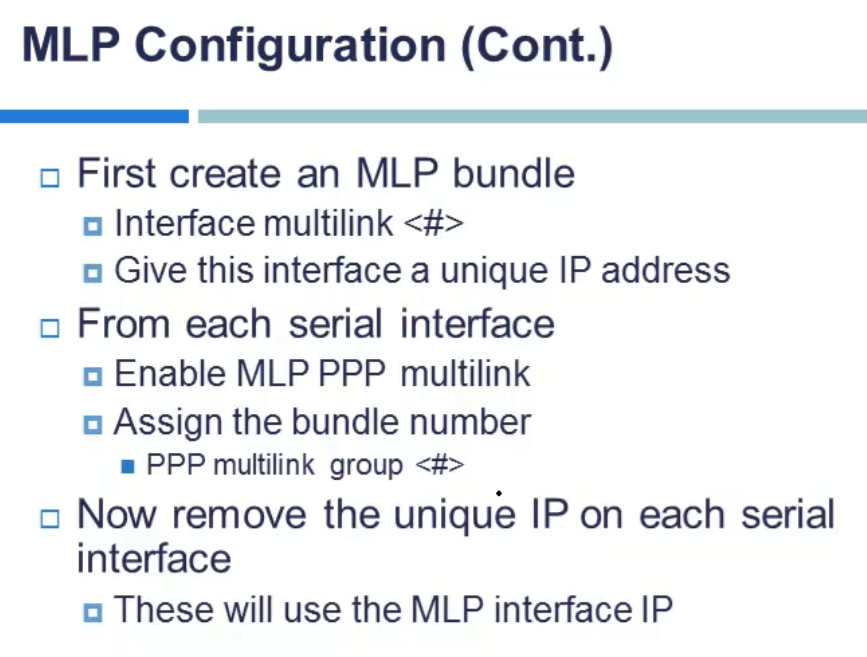 MLP Configuration (Cont.)
First create an MLP bundle
Interface multilink <#>
Give this interface a unique IP address
From each serial interface
Enable MLP PPP multilink
Assign the bundle number
PPP multilink group <#>
Now remove the unique IP on each serial
interface
These will use the MLP interface IP